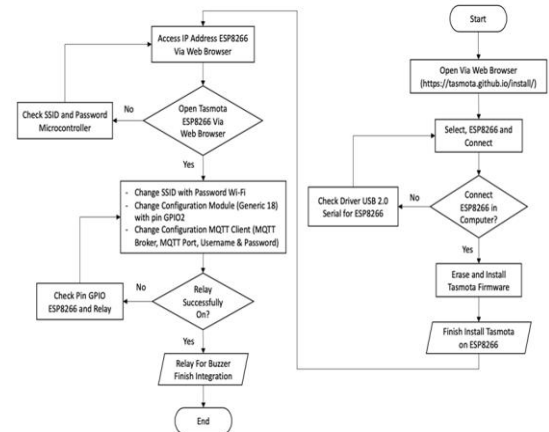 Start
Open Via Web Browser
(https://tasmota.github.io/install/)
Select, ESP8266 and
Connect
Connect
ESP8266 in
Computer?
No
Check Driver USB 2.0
Serial for ESP8266
Yes
Erase and Install
Tasmota Firmware
Finish Install Tasmota
on ESP8266
Access IP Address ESP8266
Via Web Browser
Open Tasmota
ESP8266 Via
Web Browser
No
Check SSID and Password
Microcontroller
Yes
- Change SSID with Password Wi-Fi
- Change Configuration Module (Generic 18)
with pin GPIO2
- Change Configuration MQTT Client (MQTT
Broker, MQTT Port, Username & Password)
Relay
Successfully
On?
No
Check Pin GPIO
ESP8266 and Relay
Yes
Relay For Buzzer
Finish Integration
End